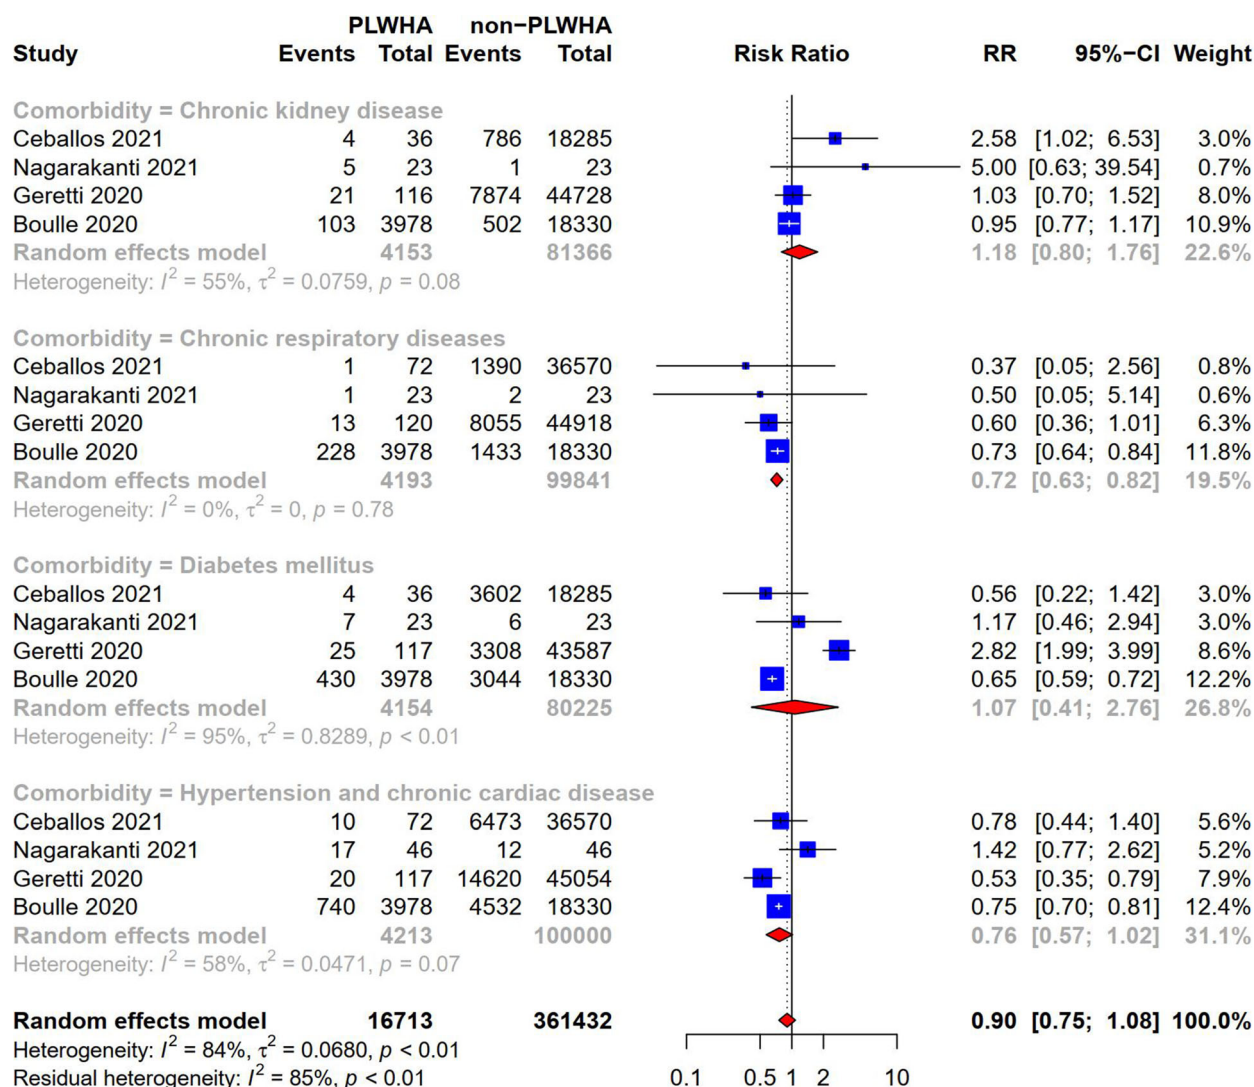 PLWHA non−PLWHA
Study Events Total Events Total Risk Ratio RR 95%−CI Weight
Comorbidity = Chronic kidney disease
Ceballos 2021 4 36 786 18285 2.58 [1.02; 6.53] 3.0%
Nagarakanti 2021 5 23 1 23 5.00 [0.63; 39.54] 0.7%
Geretti 2020 21 116 7874 44728 1.03 [0.70; 1.52] 8.0%
Boulle 2020 103 3978 502 18330 0.95 [0.77; 1.17] 10.9%
Random effects model 4153 81366 1.18 [0.80; 1.76] 22.6%
Heterogeneity: I² = 55%, τ² = 0.0759, p = 0.08
Comorbidity = Chronic respiratory diseases
Ceballos 2021 1 72 1390 36570 0.37 [0.05; 2.56] 0.8%
Nagarakanti 2021 1 23 2 23 0.50 [0.05; 5.14] 0.6%
Geretti 2020 13 120 8055 44918 0.60 [0.36; 1.01] 6.3%
Boulle 2020 228 3978 1433 18330 0.73 [0.64; 0.84] 11.8%
Random effects model 4193 99841 0.72 [0.63; 0.82] 19.5%
Heterogeneity: I² = 0%, τ² = 0, p = 0.78
Comorbidity = Diabetes mellitus
Ceballos 2021 4 36 3602 18285 0.56 [0.22; 1.42] 3.0%
Nagarakanti 2021 7 23 6 23 1.17 [0.46; 2.94] 3.0%
Geretti 2020 25 117 3308 43587 2.82 [1.99; 3.99] 8.6%
Boulle 2020 430 3978 3044 18330 0.65 [0.59; 0.72] 12.2%
Random effects model 4154 80225 1.07 [0.41; 2.76] 26.8%
Heterogeneity: I² = 95%, τ² = 0.8289, p < 0.01
Comorbidity = Hypertension and chronic cardiac disease
Ceballos 2021 10 72 6473 36570 0.78 [0.44; 1.40] 5.6%
Nagarakanti 2021 17 46 12 46 1.42 [0.77; 2.62] 5.2%
Geretti 2020 20 117 14620 45054 0.53 [0.35; 0.79] 7.9%
Boulle 2020 740 3978 4532 18330 0.75 [0.70; 0.81] 12.4%
Random effects model 4213 100000 0.76 [0.57; 1.02] 31.1%
Heterogeneity: I² = 58%, τ² = 0.0471, p = 0.07
Random effects model 16713 361432 0.90 [0.75; 1.08] 100.0%
Heterogeneity: I² = 84%, τ² = 0.0680, p < 0.01
Residual heterogeneity: I² = 85%, p < 0.01
0.1 0.5 1 2 10